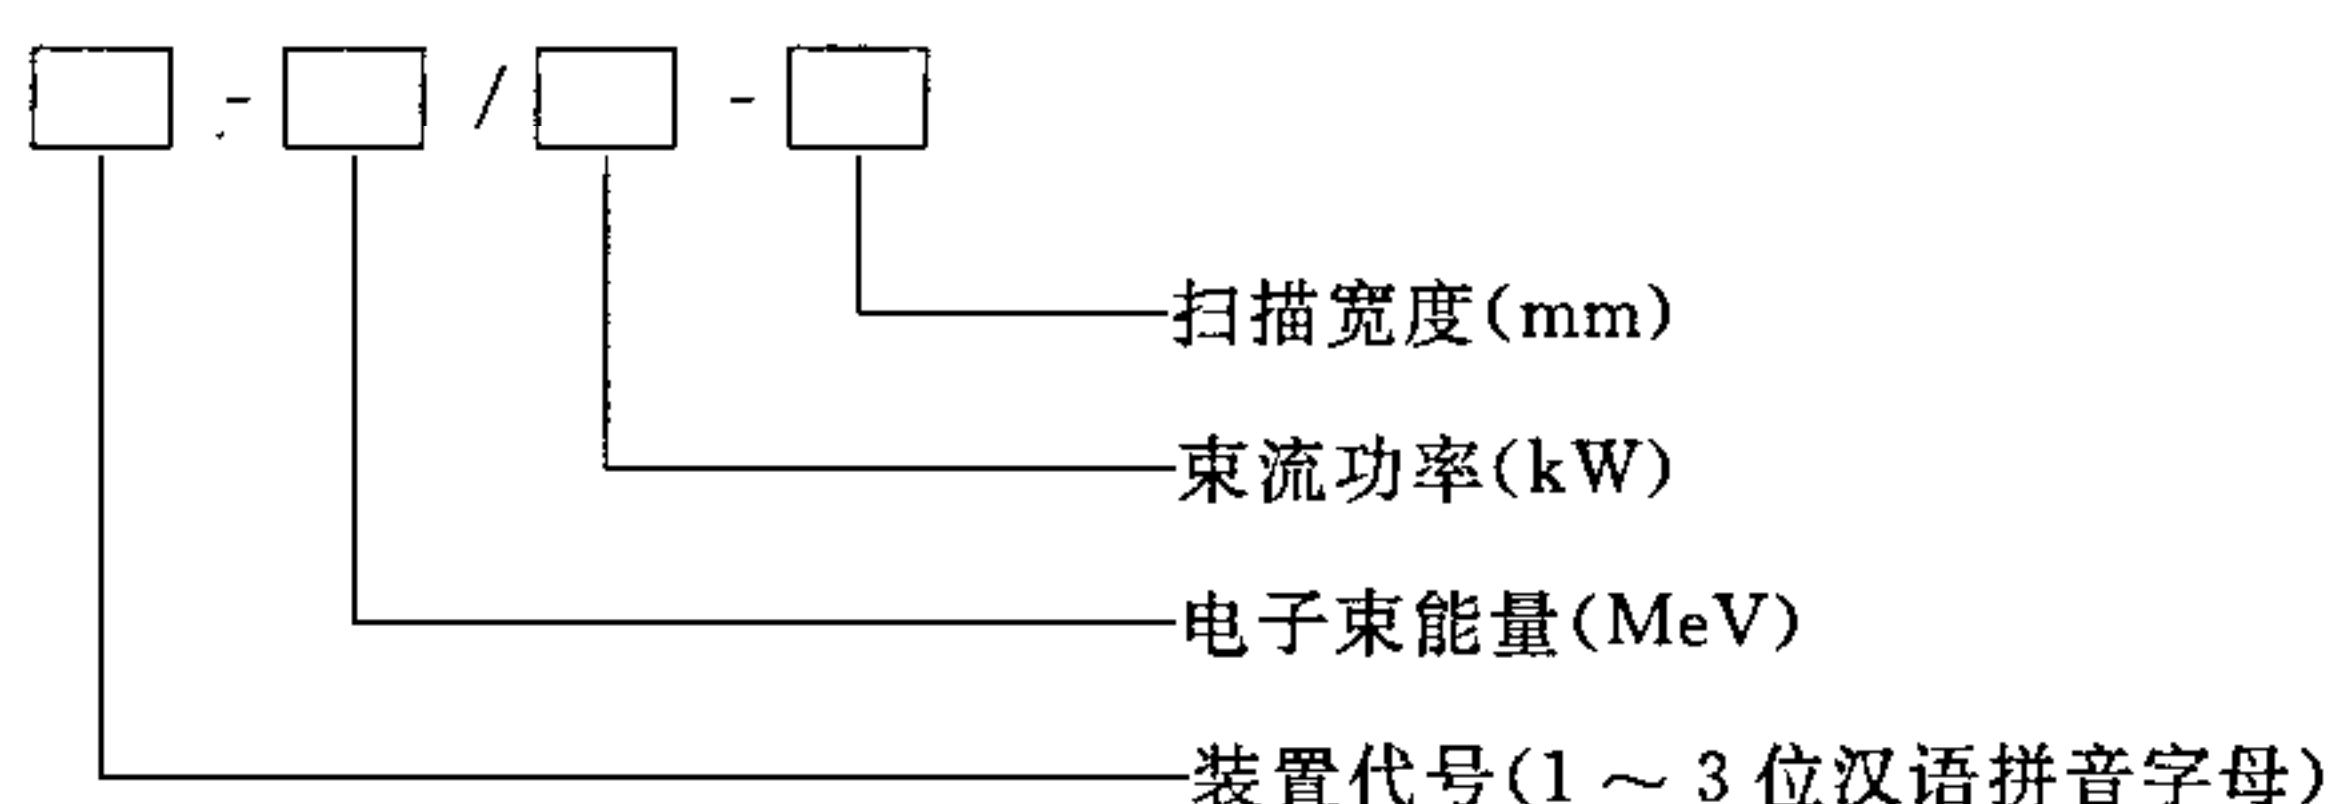 - / -
扫描宽度(mm)
束流功率(kW)
电子束能量(MeV)
装置代号(1～3位汉语拼音字母)